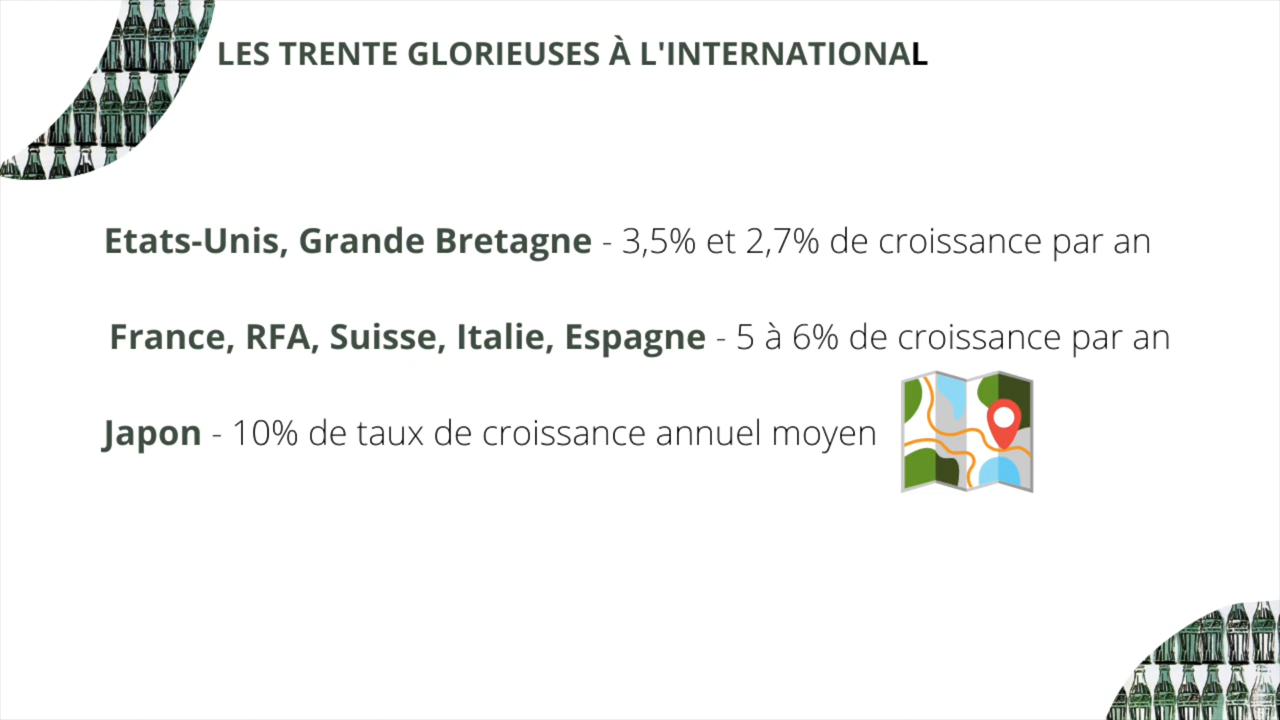 LES TRENTE GLORIEUSES À L'INTERNATIONAL
Etats-Unis, Grande Bretagne - 3,5% et 2,7% de croissance par an
France, RFA, Suisse, Italie, Espagne - 5 à 6% de croissance par an
Japon - 10% de taux de croissance annuel moyen